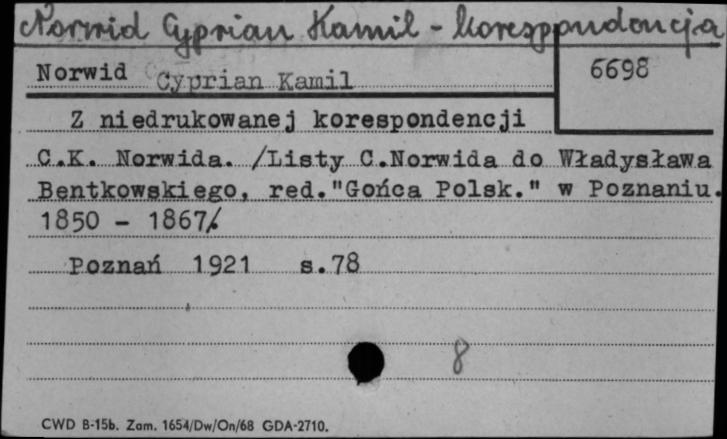 Norwid Cyprian Kamil - korespondencja
Norwid Cyprian Kamil
6698
Z niedrukowanej korespondencji
C.K. Norwida. /Listy C.Norwida do Władysława
Bentkowskiego, red."Gońca Polsk." w Poznaniu.
1850 - 1867/.
Poznań 1921 s.78
8
CWD B-15b. Zam. 1654/Dw/On/68 GDA-2710.